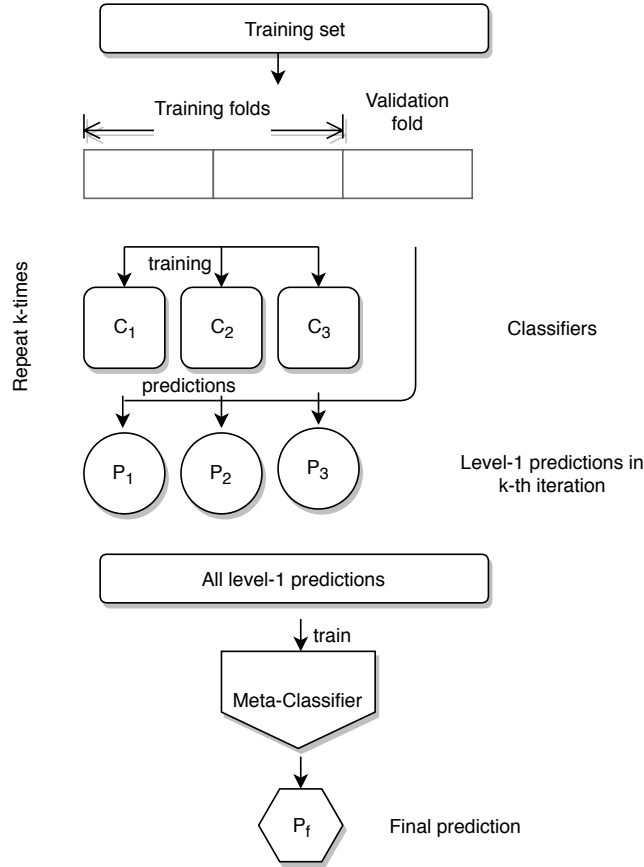 Training set
Training folds
Validation
fold
Repeat k-times
training
C1
C2
C3
Classifiers
predictions
P1
P2
P3
Level-1 predictions in
k-th iteration
All level-1 predictions
train
Meta-Classifier
Pf
Final prediction